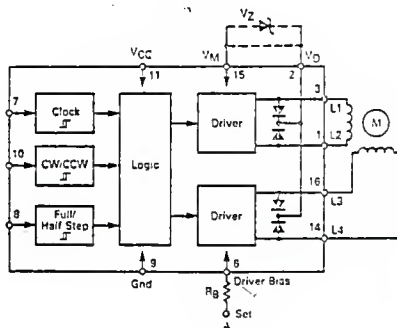 VZ
VCC VM VD
11 15 2
7 Clock Driver 3 L1
M
10 CW/CCW Logic 1 L2
16 L3
8 Full/
Half Step Driver 14 L4
9 6 Driver Bias
Gnd RB
Set